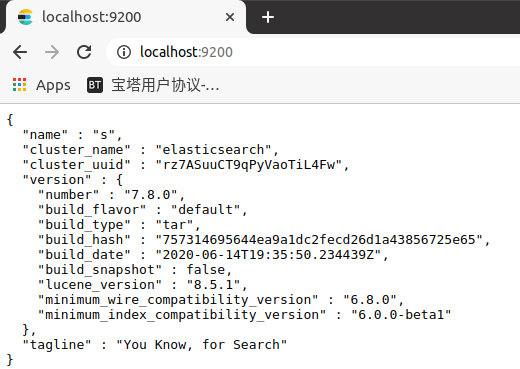 localhost:9200
localhost:9200
Apps BT 宝塔用户协议-...
{
"name" : "s",
"cluster_name" : "elasticsearch",
"cluster_uuid" : "rz7ASuuCT9qPyVaoTiL4Fw",
"version" : {
"number" : "7.8.0",
"build_flavor" : "default",
"build_type" : "tar",
"build_hash" : "757314695644ea9a1dc2fecd26d1a43856725e65",
"build_date" : "2020-06-14T19:35:50.234439Z",
"build_snapshot" : false,
"lucene_version" : "8.5.1",
"minimum_wire_compatibility_version" : "6.8.0",
"minimum_index_compatibility_version" : "6.0.0-beta1"
},
"tagline" : "You Know, for Search"
}